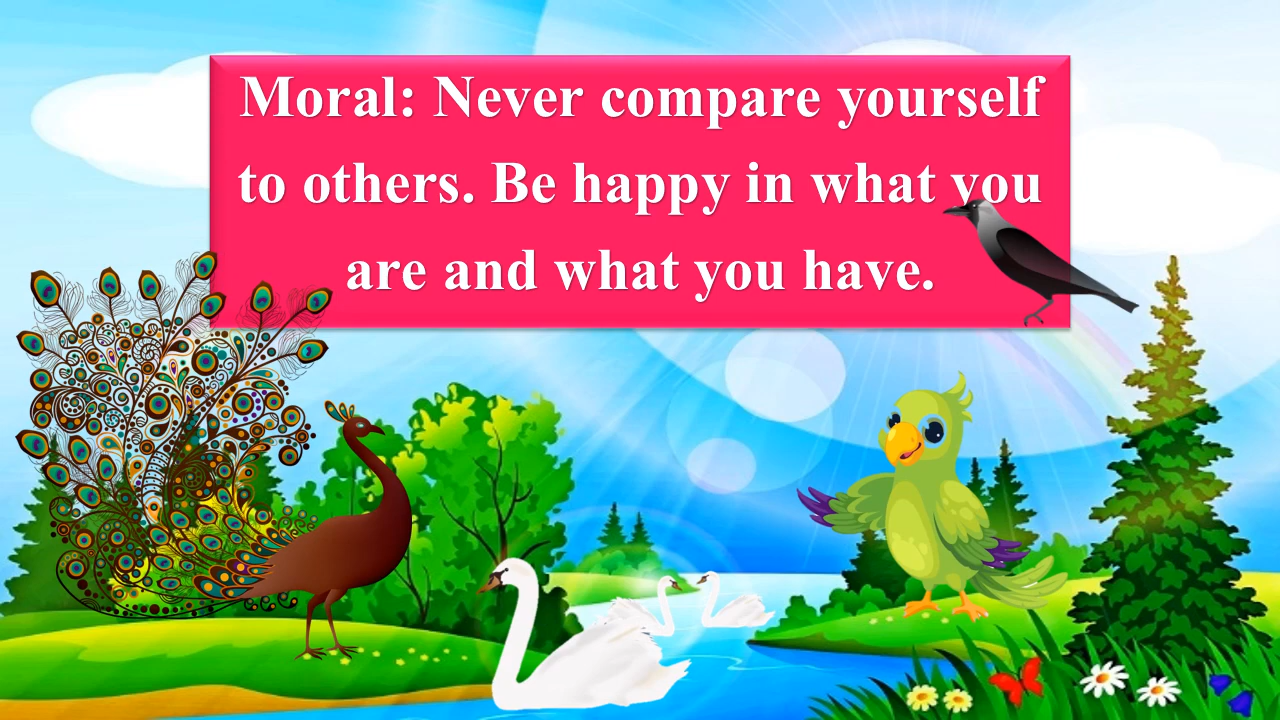 Moral: Never compare yourself
to others. Be happy in what you
are and what you have.